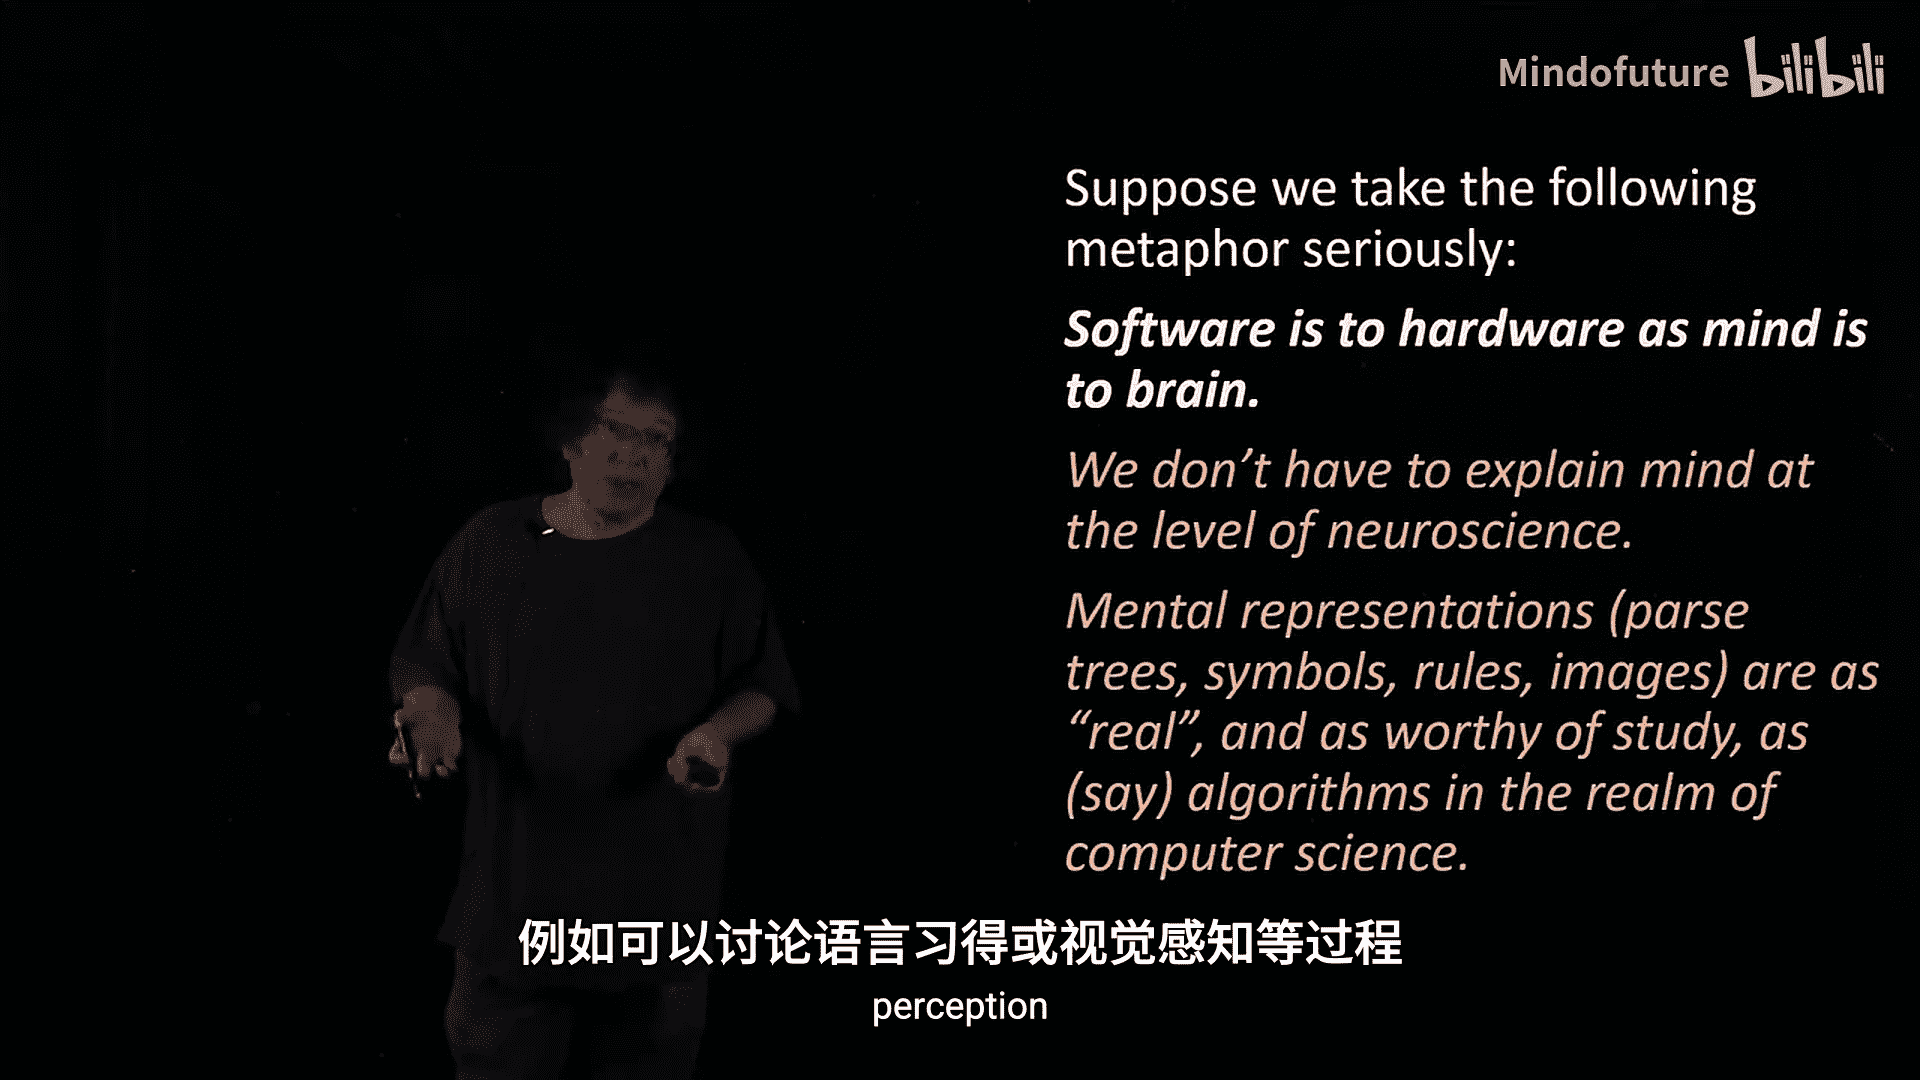 Mindofuture bilibili
Suppose we take the following
metaphor seriously:
Software is to hardware as mind is
to brain.
We don’t have to explain mind at
the level of neuroscience.
Mental representations (parse
trees, symbols, rules, images) are as
“real”, and as worthy of study, as
(say) algorithms in the realm of
computer science.
例如可以讨论语言习得或视觉感知等过程
perception